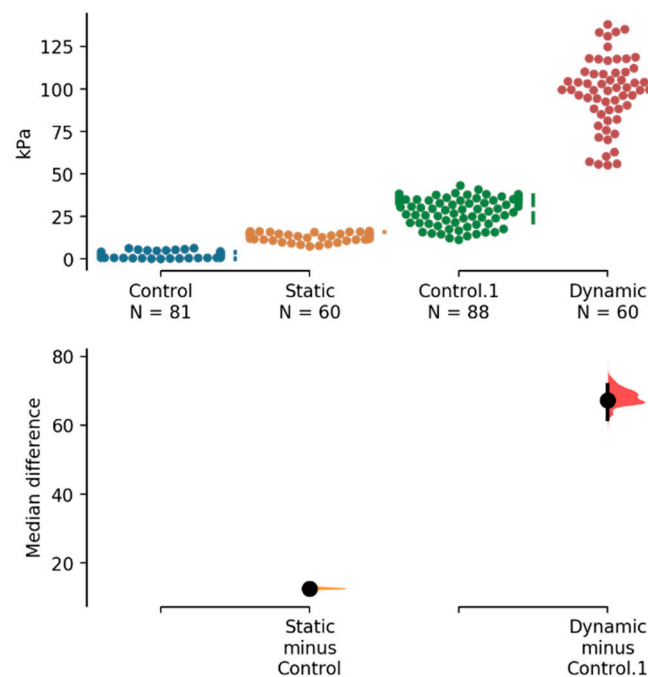 125
100
75
50
25
0
kPa
Control Static Control.1 Dynamic
N = 81 N = 60 N = 88 N = 60
80
60
40
20
Median difference
Static Dynamic
minus minus
Control Control.1